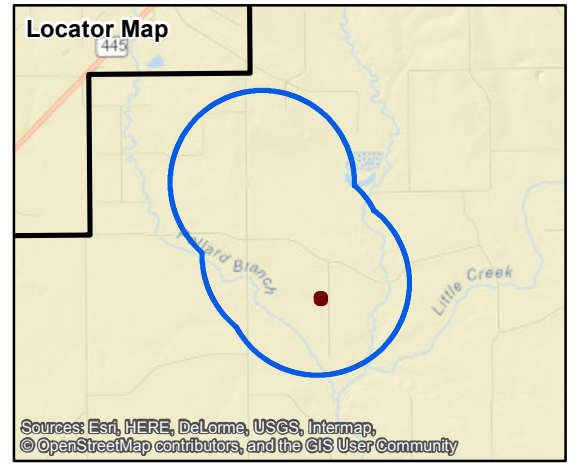 Locator Map
445
Pollard Branch
Little Creek
Sources: Esri, HERE, DeLorme, USGS, Intermap,
© OpenStreetMap contributors, and the GIS User Community